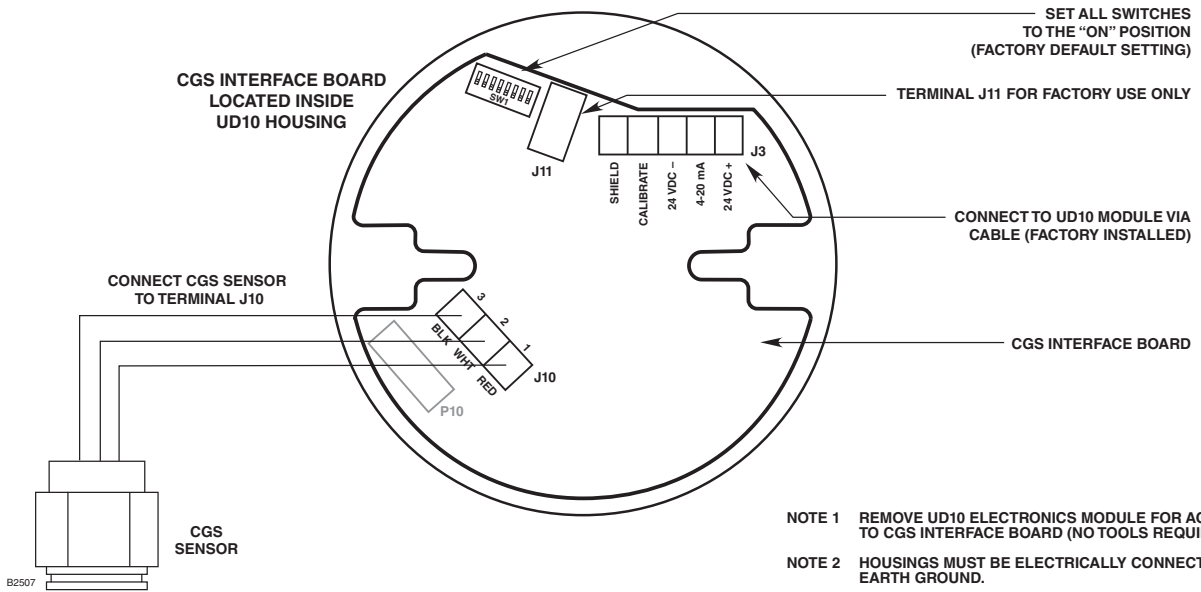 SET ALL SWITCHES
TO THE “ON” POSITION
(FACTORY DEFAULT SETTING)
CGS INTERFACE BOARD
LOCATED INSIDE
UD10 HOUSING
SW1
TERMINAL J11 FOR FACTORY USE ONLY
J11
J3
SHIELD
CALIBRATE
24 VDC –
4-20 mA
24 VDC +
CONNECT TO UD10 MODULE VIA
CABLE (FACTORY INSTALLED)
CONNECT CGS SENSOR
TO TERMINAL J10
3
2
1
BLK
WHT
RED
J10
P10
CGS INTERFACE BOARD
CGS
SENSOR
NOTE 1 REMOVE UD10 ELECTRONICS MODULE FOR
TO CGS INTERFACE BOARD (NO TOOLS
NOTE 2 HOUSINGS MUST BE ELECTRICALLY
EARTH GROUND.
B2507